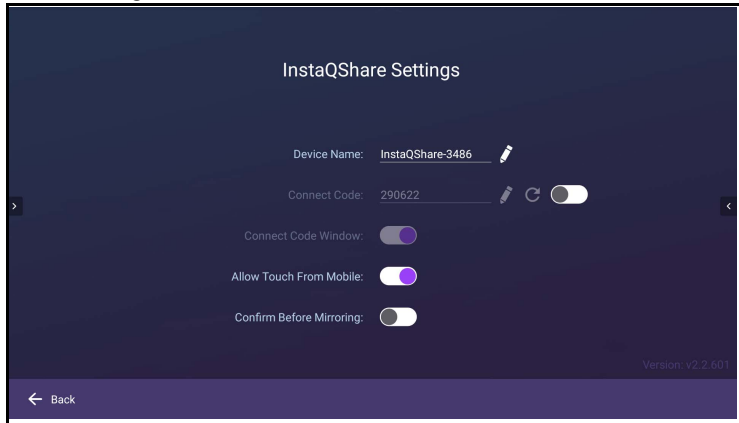 InstaQShare Settings
Device Name: InstaQShare-3486
Connect Code: 290622
Connect Code Window:
Allow Touch From Mobile:
Confirm Before Mirroring:
Version: v2.2.601
Back